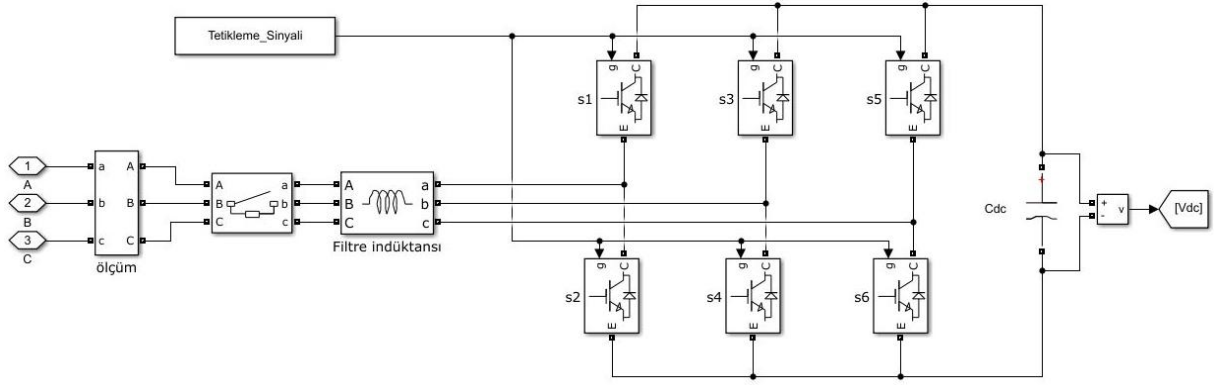 Tetikleme_Sinyali
g C
g C
g C
s1
s3
s5
E
E
E
1
A
2
B
3
C
a A
b B
c C
ölçüm
A a
B b
C c
A a
B b
C c
Filtre indüktansı
g C
g C
g C
s2
s4
s6
E
E
E
+
Cdc
+
-
v
[Vdc]